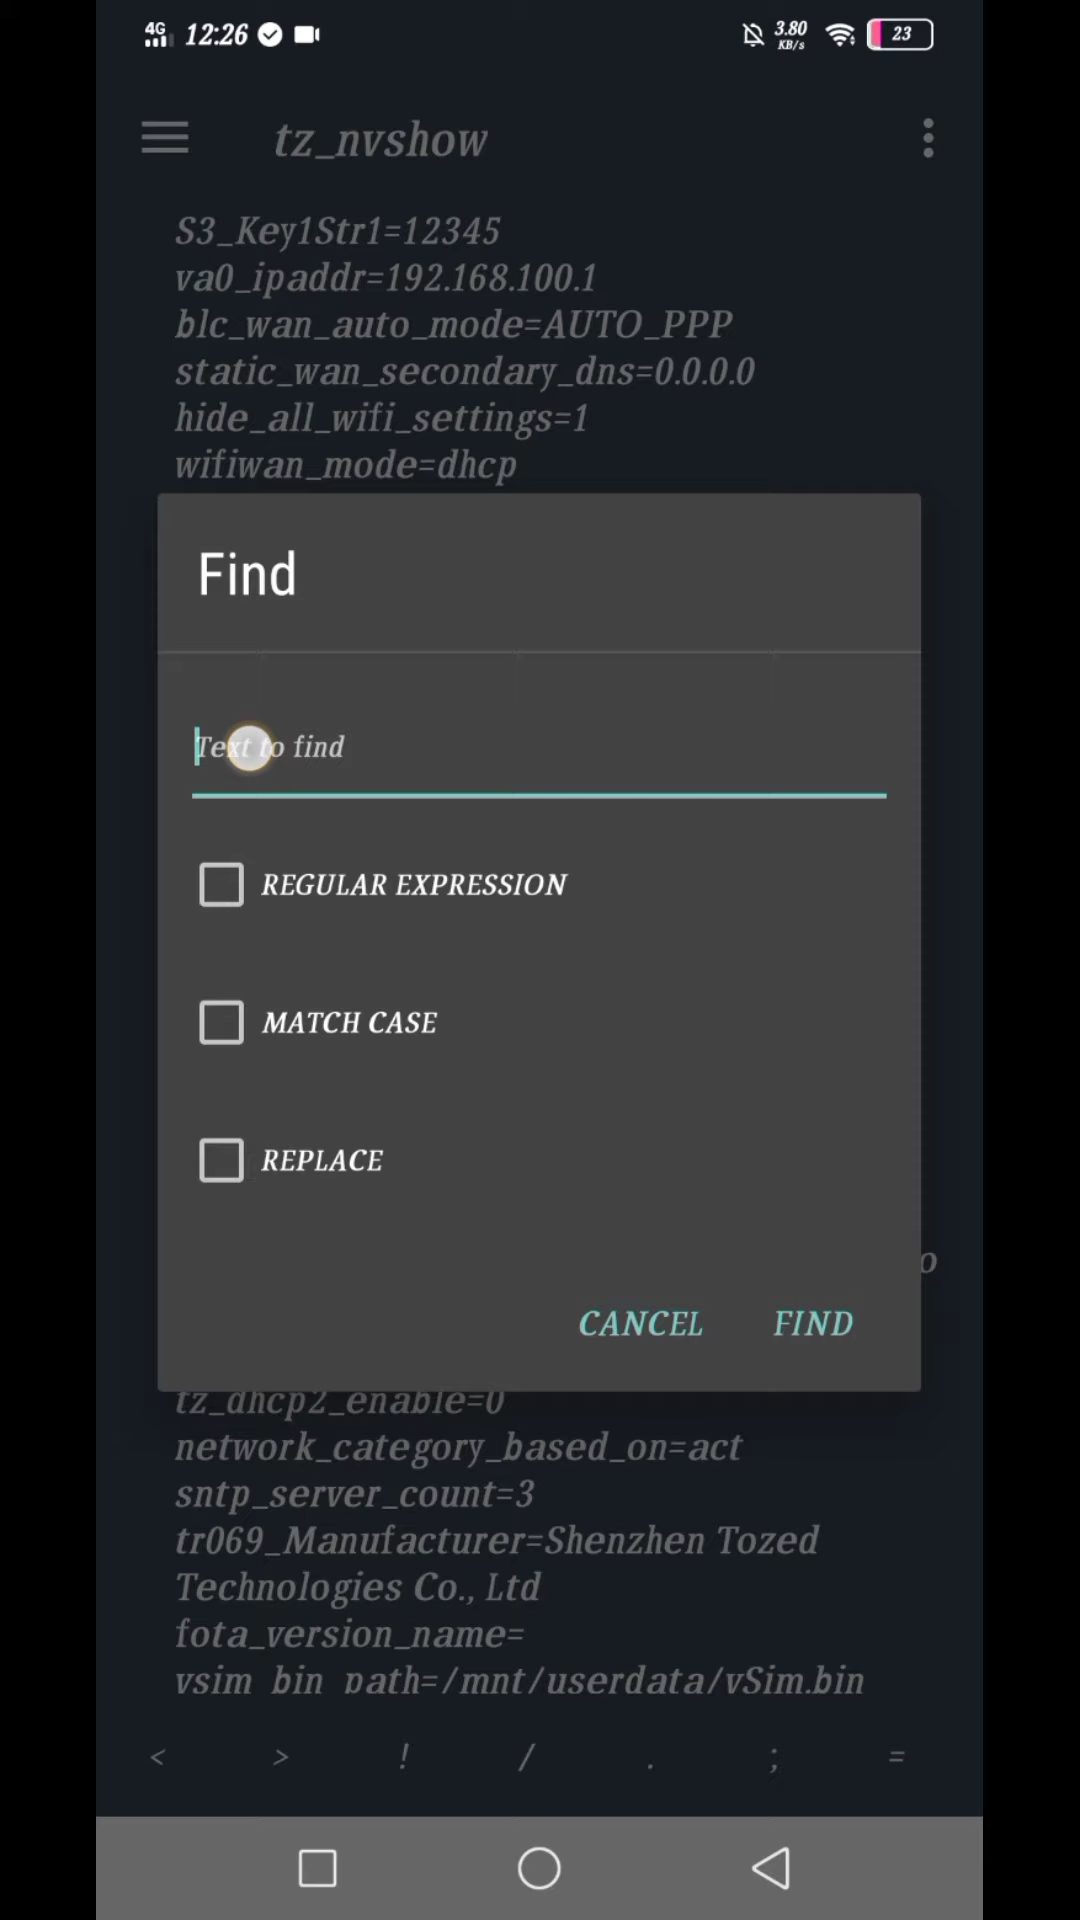 4G 12:26 3.80 KB/s 23
tz_nvshow
S3_Key1Str1=12345
va0_ipaddr=192.168.100.1
blc_wan_auto_mode=AUTO_PPP
static_wan_secondary_dns=0.0.0.0
hide_all_wifi_settings=1
wifiwan_mode=dhcp
Find
Text to find
REGULAR EXPRESSION
MATCH CASE
REPLACE
o
CANCEL FIND
tz_dhcp2_enable=0
network_category_based_on=act
sntp_server_count=3
tr069_Manufacturer=Shenzhen Tozed
Technologies Co., Ltd
fota_version_name=
vsim_bin_path=/mnt/userdata/vSim.bin
< > ! / . ; =